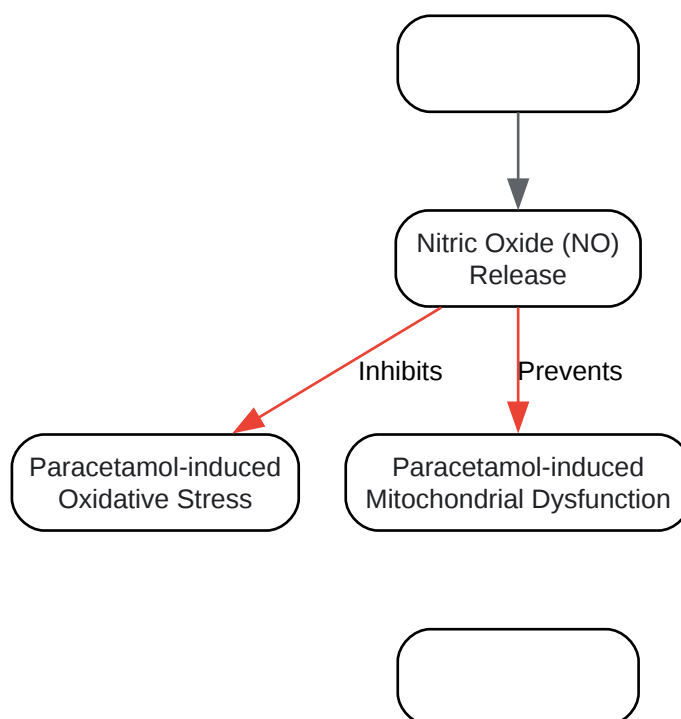 Nitric Oxide (NO)
Release
Inhibits
Prevents
Paracetamol-induced
Oxidative Stress
Paracetamol-induced
Mitochondrial Dysfunction